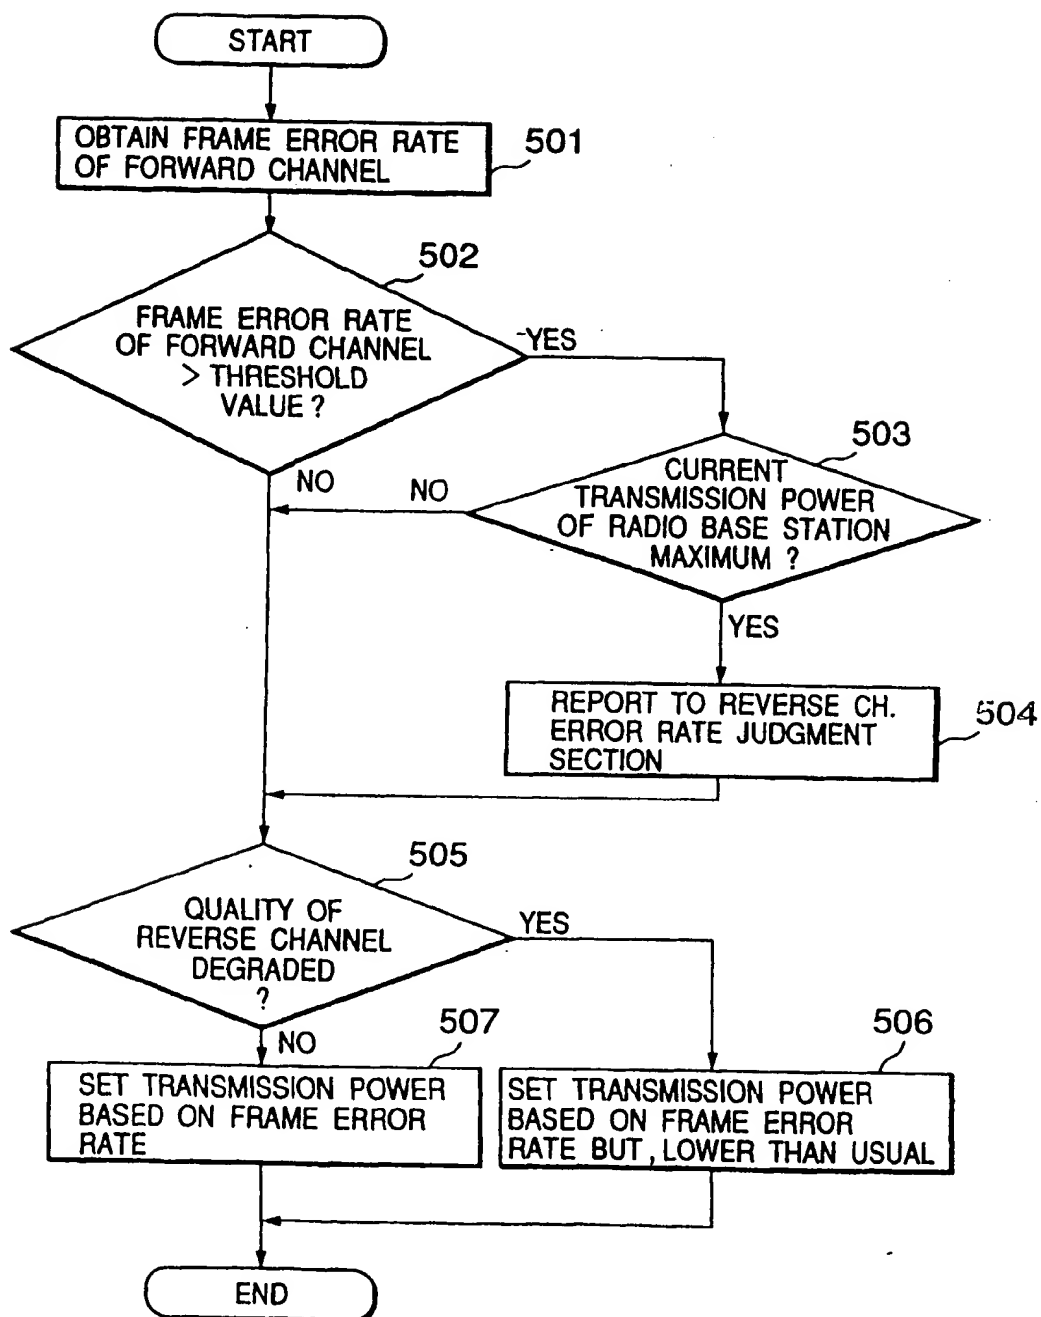 START
OBTAIN FRAME ERROR RATE
OF FORWARD CHANNEL
501
502
FRAME ERROR RATE
OF FORWARD CHANNEL
> THRESHOLD
VALUE ?
YES
NO
503
CURRENT
TRANSMISSION POWER
OF RADIO BASE STATION
MAXIMUM ?
NO
YES
REPORT TO REVERSE CH.
ERROR RATE JUDGMENT
SECTION
504
505
QUALITY OF
REVERSE CHANNEL
DEGRADED
?
YES
NO
507
SET TRANSMISSION POWER
BASED ON FRAME ERROR
RATE
506
SET TRANSMISSION POWER
BASED ON FRAME ERROR
RATE BUT, LOWER THAN USUAL
END